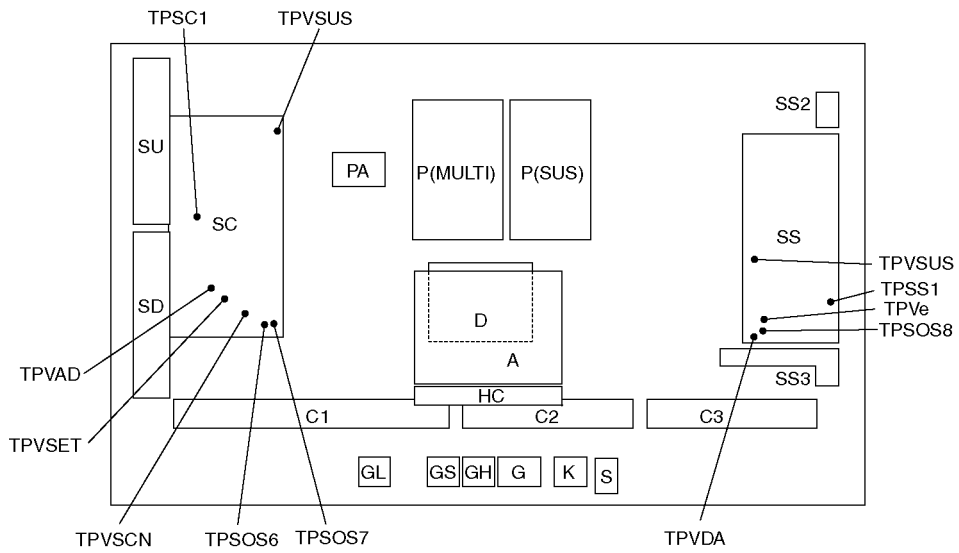 TPSC1
TPVSUS
SS2
SU
PA
P(MULTI)
P(SUS)
SC
SS
TPVSUS
TPSS1
TPVe
TPSOS8
SD
D
A
TPVAD
SS3
HC
C1
C2
C3
TPVSET
GL
GS
GH
G
K
S
TPVSCN
TPSOS6
TPSOS7
TPVDA